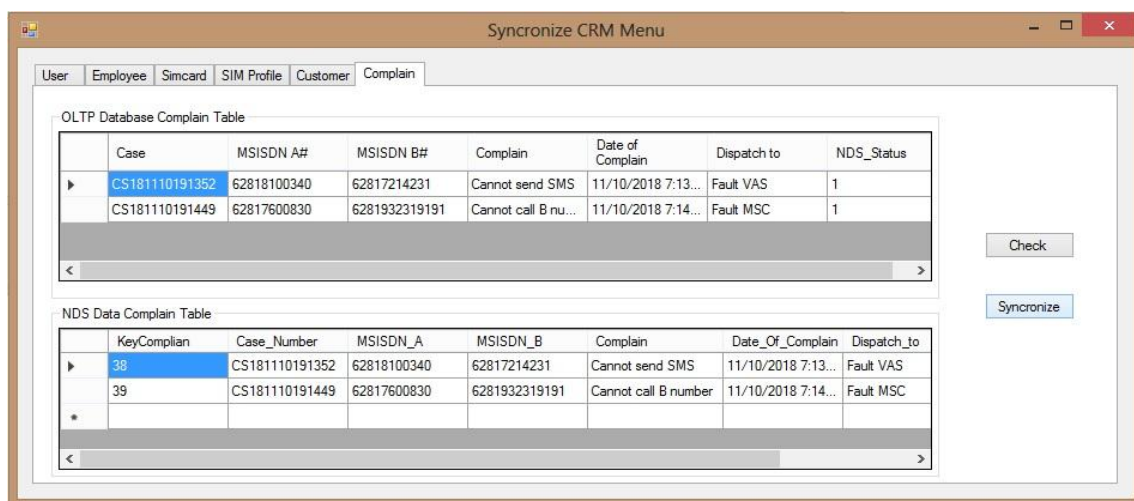 Syncronize CRM Menu
User Employee Simcard SIM Profile Customer Complain
OLTP Database Complain Table
Case MSISDN A# MSISDN B# Complain Date of Complain Dispatch to NDS_Status
CS181110191352 62818100340 62817214231 Cannot send SMS 11/10/2018 7:13... Fault VAS 1
CS181110191449 62817600830 6281932319191 Cannot call B nu... 11/10/2018 7:14... Fault MSC 1
Check
Syncronize
NDS Data Complain Table
KeyComplian Case_Number MSISDN_A MSISDN_B Complain Date_Of_Complain Dispatch_to
38 CS181110191352 62818100340 62817214231 Cannot send SMS 11/10/2018 7:13... Fault VAS
39 CS181110191449 62817600830 6281932319191 Cannot call B number 11/10/2018 7:14... Fault MSC